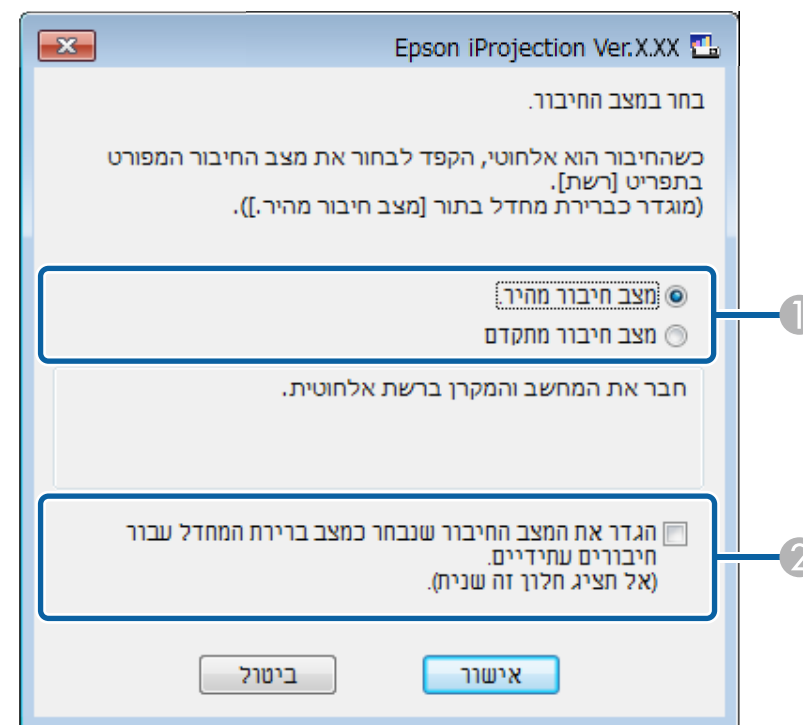 Epson iProjection Ver.X.XX
בחר במצב החיבור.
כשהחיבור הוא אלחוטי, הקפד לבחור את מצב החיבור המפורט
בתפריט [רשת].
(מוגדר כברירת מחדל בתור [מצב חיבור מהיר.]).
מצב חיבור מהיר.
1
מצב חיבור מתקדם
חבר את המחשב והמקרן ברשת אלחוטית.
הגדר את המצב החיבור שנבחר כמצב ברירת המחדל עבור
חיבורים עתידיים.
2
(אל תציג חלון זה שנית).
אישור
ביטול